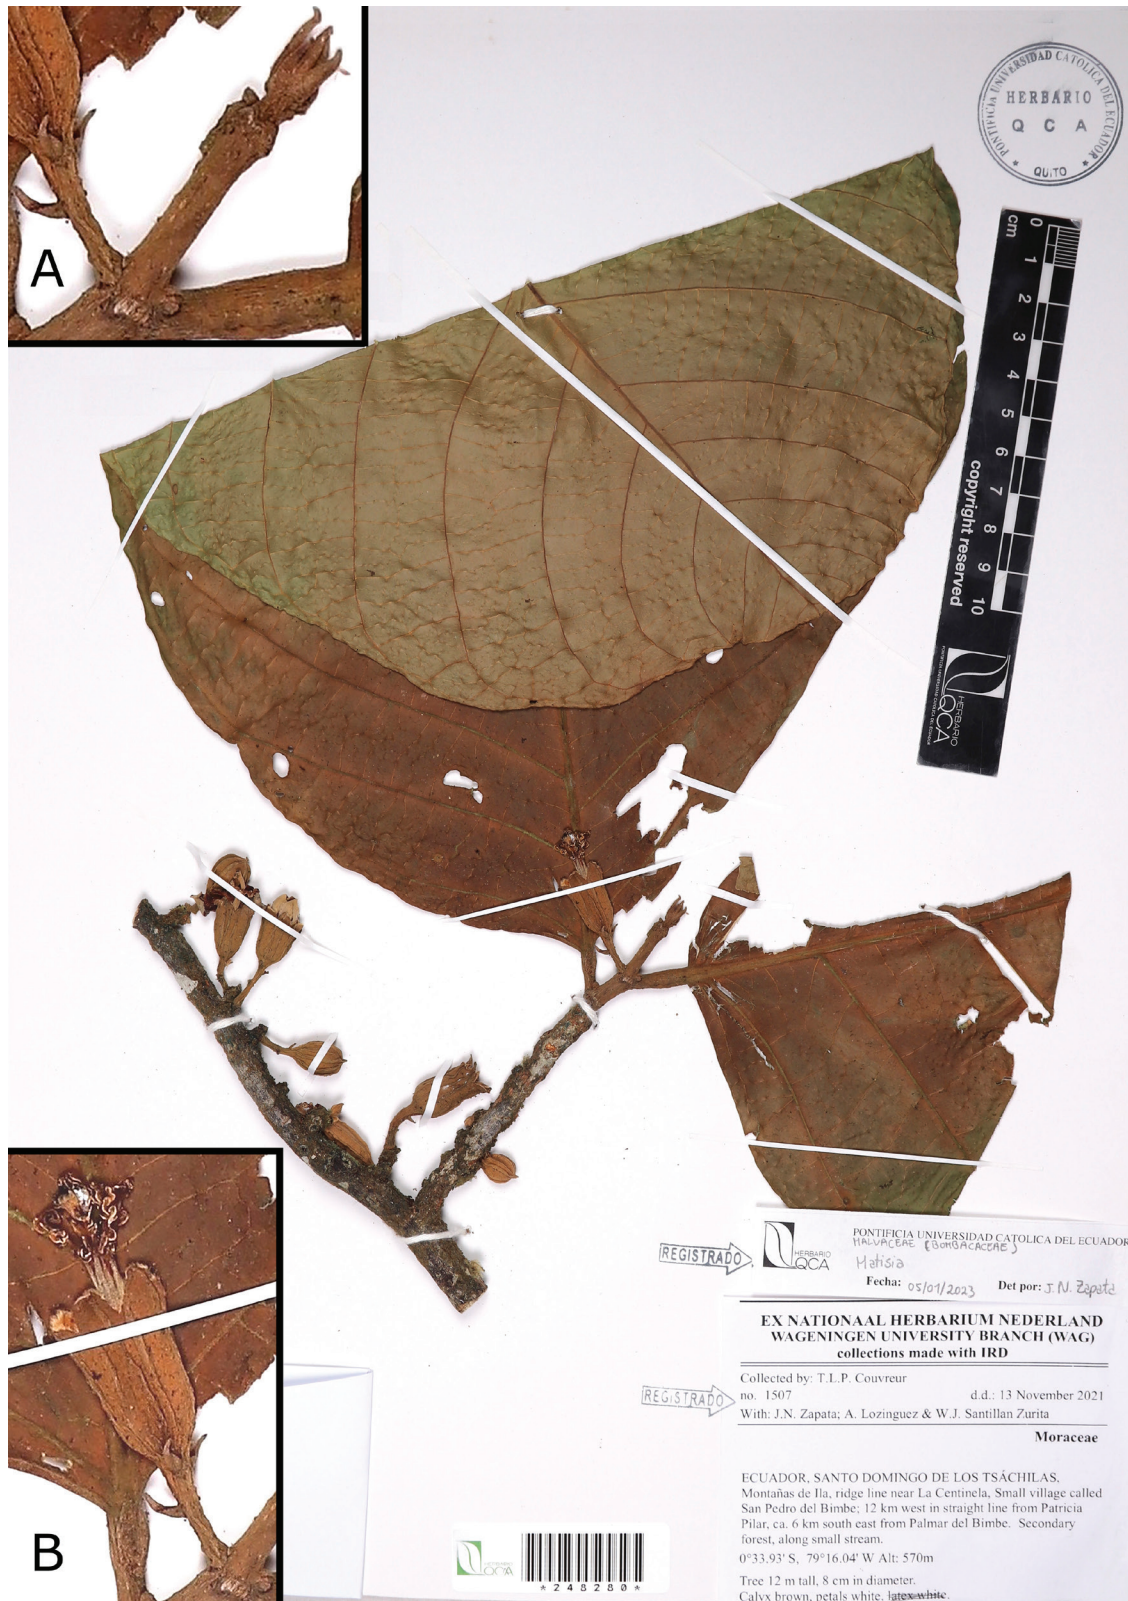 A
PONTIFICIA UNIVERSIDAD CATOLICA DEL ECUADOR
HERBARIO
Q C A
QUITO
cm
0
1
2
3
4
5
6
7
8
9
10
copyright reserved
HERBARIO
QCA
B
REGISTRADO
HERBARIO
QCA
PONTIFICIA UNIVERSIDAD CATOLICA DEL ECUADOR
MALVACEAE (BOMBACACEAE)
Matisia
Fecha: 05/01/2023 Det por: J.N. Zapata
EX NATIONAAL HERBARIUM NEDERLAND
WAGENINGEN UNIVERSITY BRANCH (WAG)
collections made with IRD
Collected by: T.L.P. Couvreur
REGISTRADO
no. 1507 d.d.: 13 November 2021
With: J.N. Zapata; A. Lozinguez & W.J. Santillan Zurita
Moraceae
ECUADOR, SANTO DOMINGO DE LOS TSÁCHILAS,
Montañas de Ila, ridge line near La Centinela, Small village called
San Pedro del Bimbe; 12 km west in straight line from Patricia
Pilar, ca. 6 km south east from Palmar del Bimbe. Secondary
forest, along small stream.
0°33.93' S, 79°16.04' W Alt: 570m
Tree 12 m tall, 8 cm in diameter.
Calyx brown, petals white, latex white.
HERBARIO
QCA
*248280*